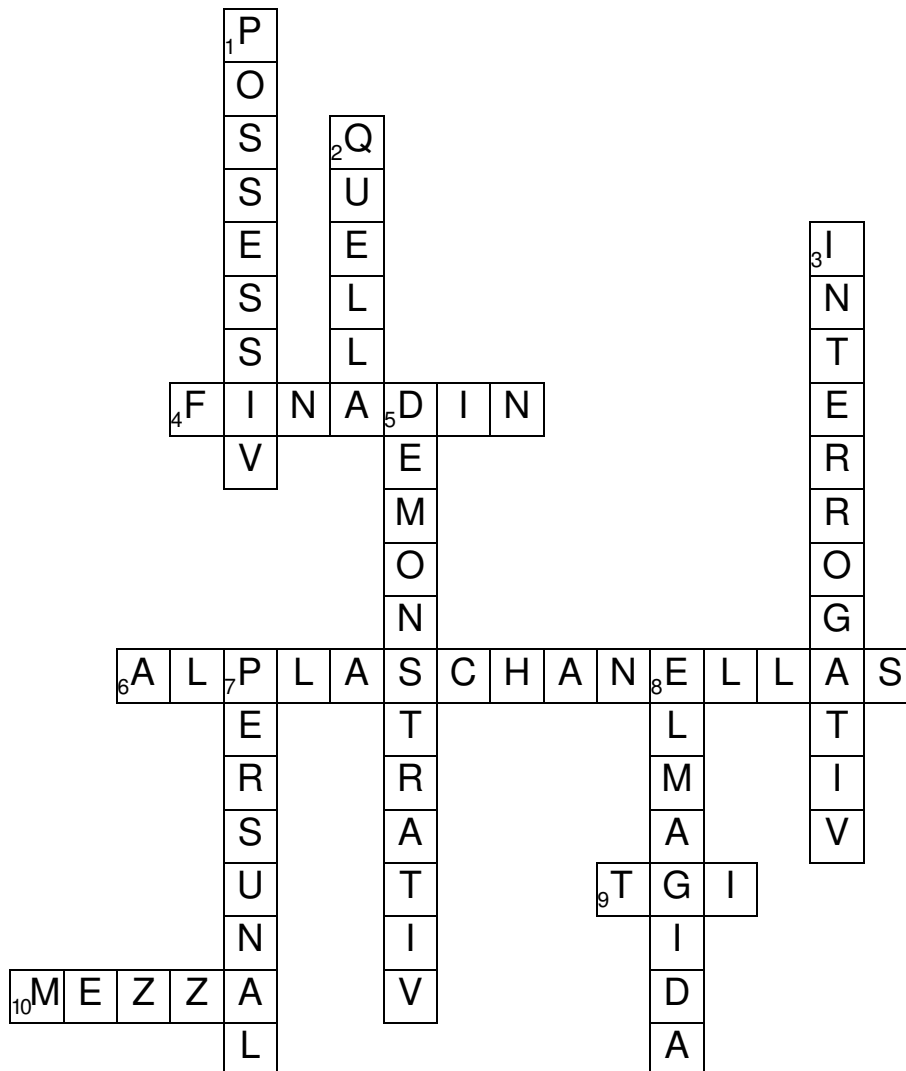 1 POSSESSIV
2 QUELLA
3 INTERROGATIV
4 FINADIN
5 DEMONSTRATIV
6 ALPLASCHANELLAS
7 PERSUNAL
8 ELMAGIDA
9 TGI
10 MEZZA